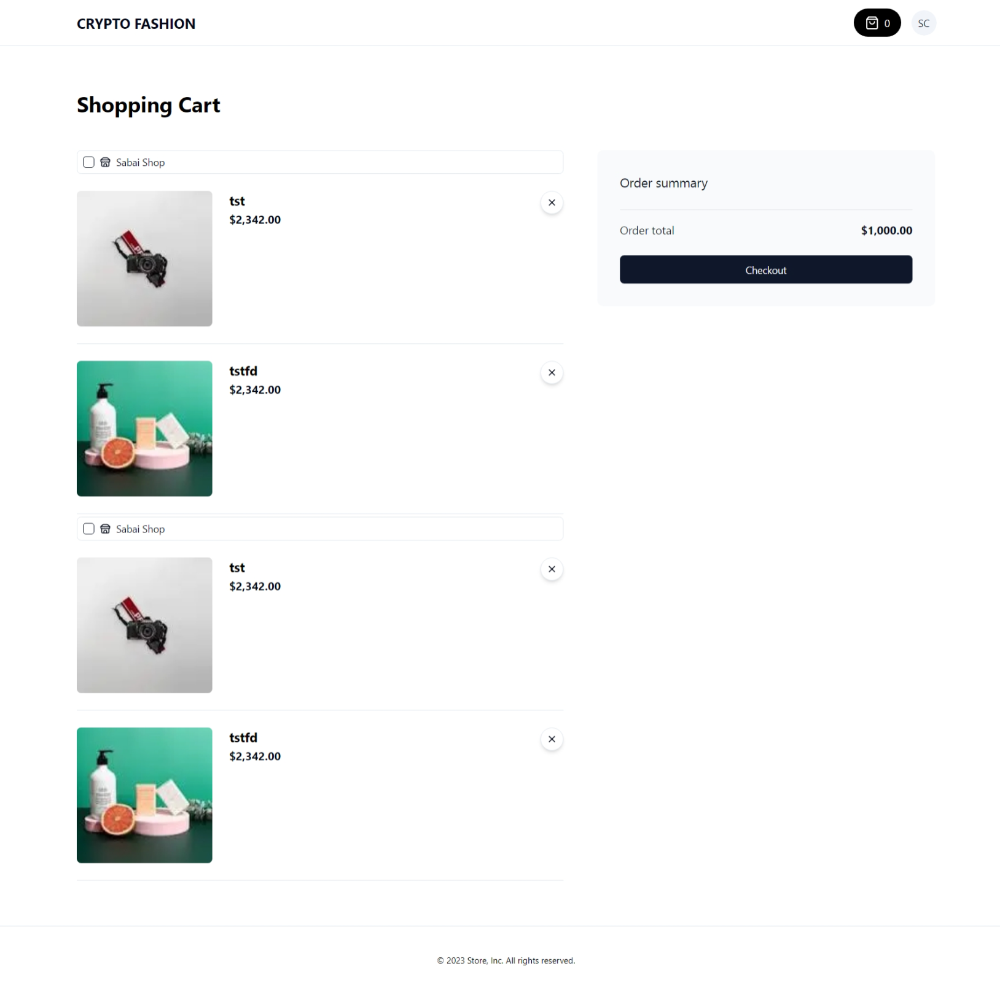 CRYPTO FASHION
0
SC
Shopping Cart
Sabai Shop
tst
$2,342.00
tstfd
$2,342.00
Sabai Shop
tst
$2,342.00
tstfd
$2,342.00
Order summary
Order total $1,000.00
Checkout
© 2023 Store, Inc. All rights reserved.